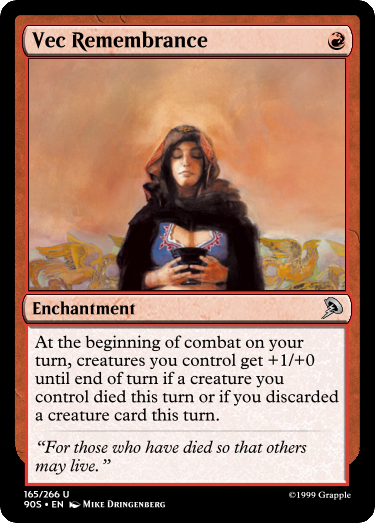 Vec Remembrance
Enchantment
At the beginning of combat on your
turn, creatures you control get +1/+0
until end of turn if a creature you
control died this turn or if you discarded
a creature card this turn.
“For those who have died so that others
may live.”
165/266 U
90S • EN Mike Dringenberg
©1999 Grapple